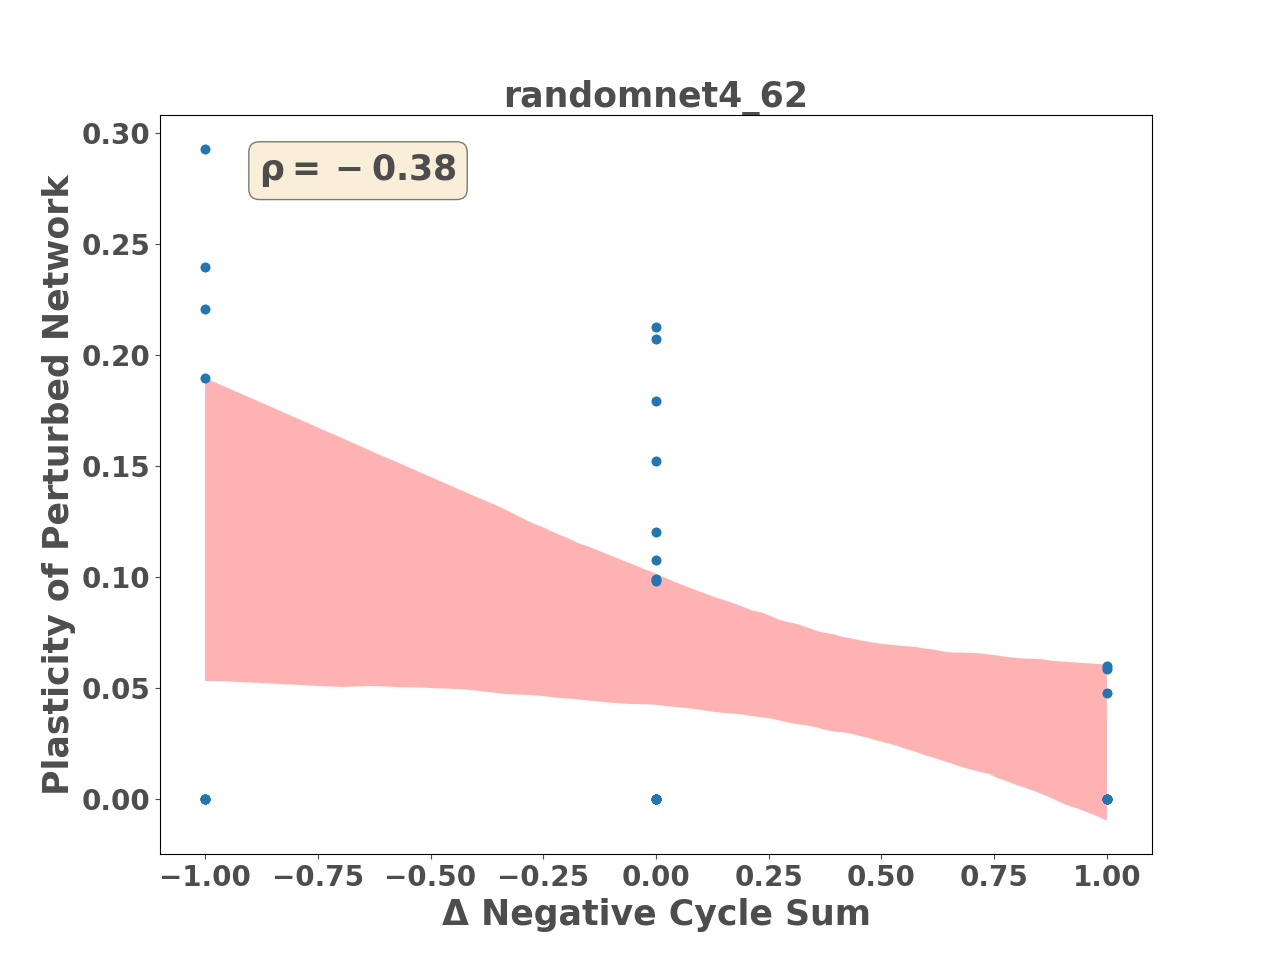 randomnet4_62
ρ = − 0.38
Plasticity of Perturbed Network
0.30
0.25
0.20
0.15
0.10
0.05
0.00
−1.00 −0.75 −0.50 −0.25 0.00 0.25 0.50 0.75 1.00
Δ Negative Cycle Sum